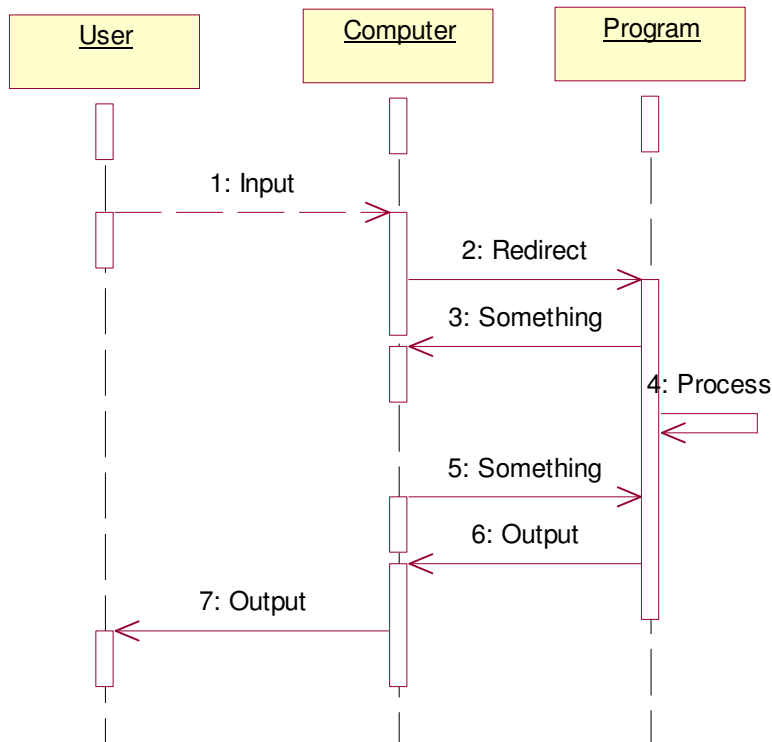 User
Computer
Program
1: Input
2: Redirect
3: Something
4: Process
5: Something
6: Output
7: Output